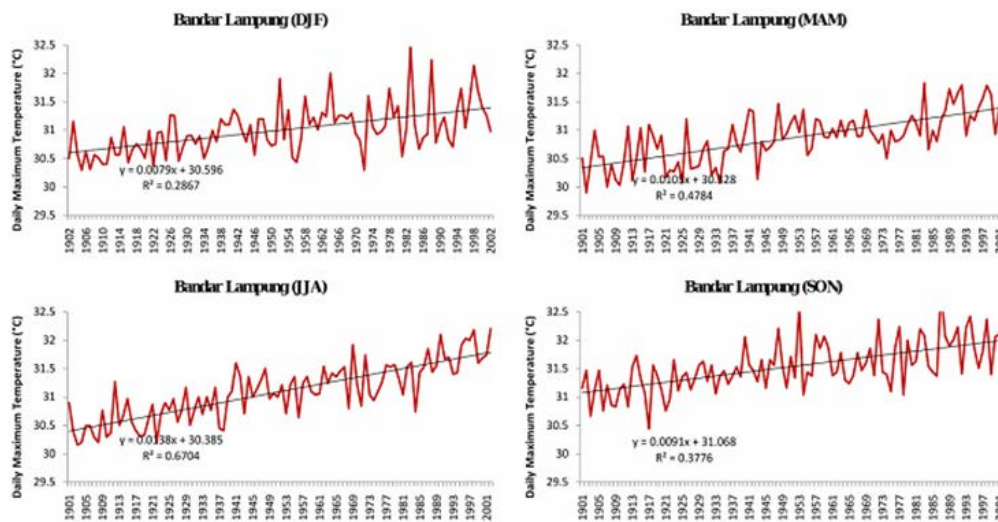 Bandar Lampung (DJF)
Daily Maximum Temperature (°C)
32.5
32
31.5
31
30.5
30
29.5
y = 0.0079x + 30.596
R² = 0.2867
1902 1906 1910 1914 1918 1922 1926 1930 1934 1938 1942 1946 1950 1954 1958 1962 1966 1970 1974 1978 1982 1986 1990 1994 1998 2002
Bandar Lampung (MAM)
Daily Maximum Temperature (°C)
32.5
32
31.5
31
30.5
30
29.5
y = 0.0105x + 30.328
R² = 0.4784
1901 1905 1909 1913 1917 1921 1925 1929 1933 1937 1941 1945 1949 1953 1957 1961 1965 1969 1973 1977 1981 1985 1989 1993 1997
Bandar Lampung (JJA)
Daily Maximum Temperature (°C)
32.5
32
31.5
31
30.5
30
29.5
y = 0.0138x + 30.385
R² = 0.6704
1901 1905 1909 1913 1917 1921 1925 1929 1933 1937 1941 1945 1949 1953 1957 1961 1965 1969 1973 1977 1981 1985 1989 1993 1997 2001
Bandar Lampung (SON)
Daily Maximum Temperature (°C)
32.5
32
31.5
31
30.5
30
29.5
y = 0.0091x + 31.068
R² = 0.3776
1901 1905 1909 1913 1917 1921 1925 1929 1933 1937 1941 1945 1949 1953 1957 1961 1965 1969 1973 1977 1981 1985 1989 1993 1997